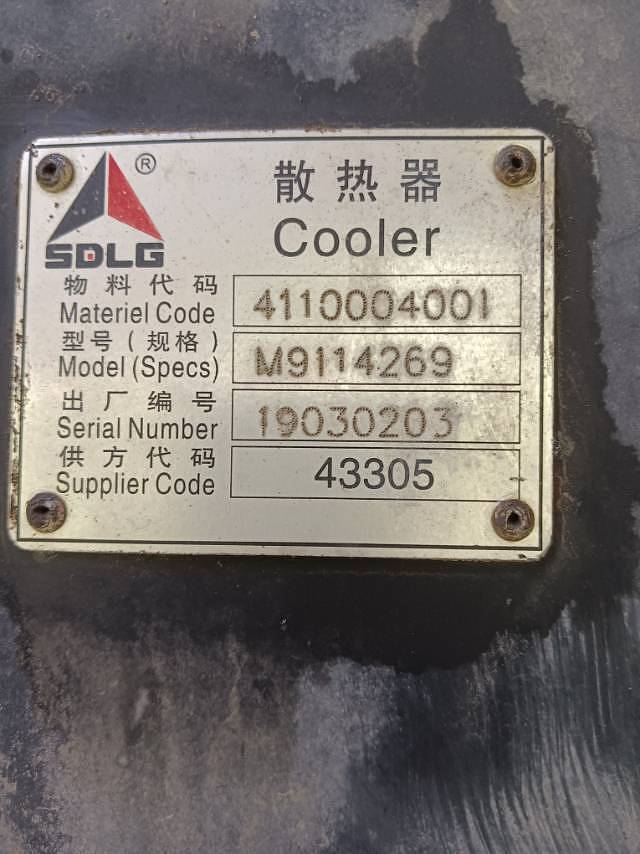 ®
SDLG
散热器
Cooler
物料代码
Materiel Code 4110004001
型号(规格)
Model (Specs) M9114269
出厂编号
Serial Number 19030203
供方代码
Supplier Code 43305